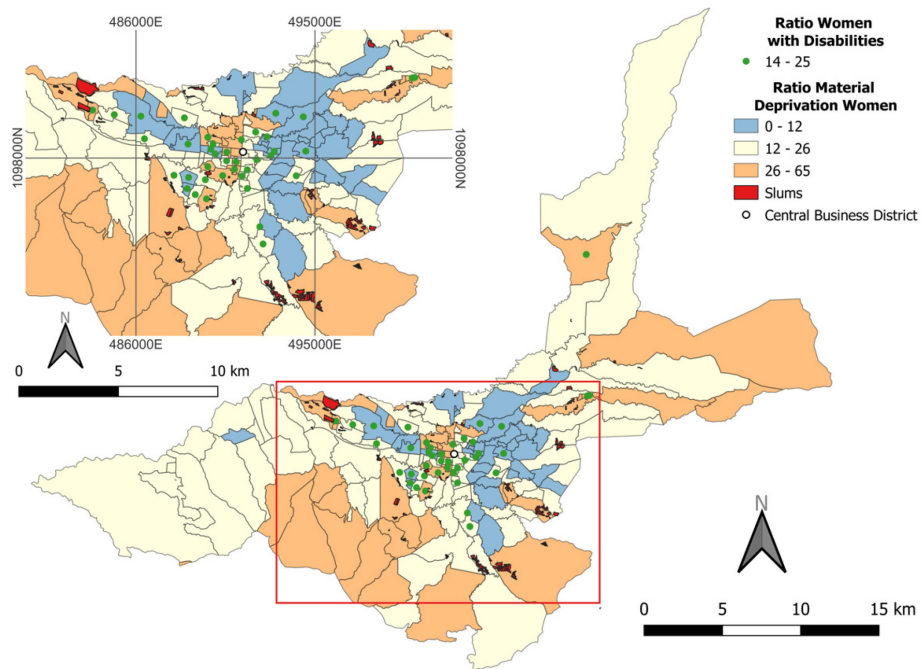 486000E
495000E
1098000N
1098000N
486000E
495000E
N
0
5
10 km
Ratio Women
with Disabilities
14 - 25
Ratio Material
Deprivation Women
0 - 12
12 - 26
26 - 65
Slums
Central Business District
N
0
5
10
15 km